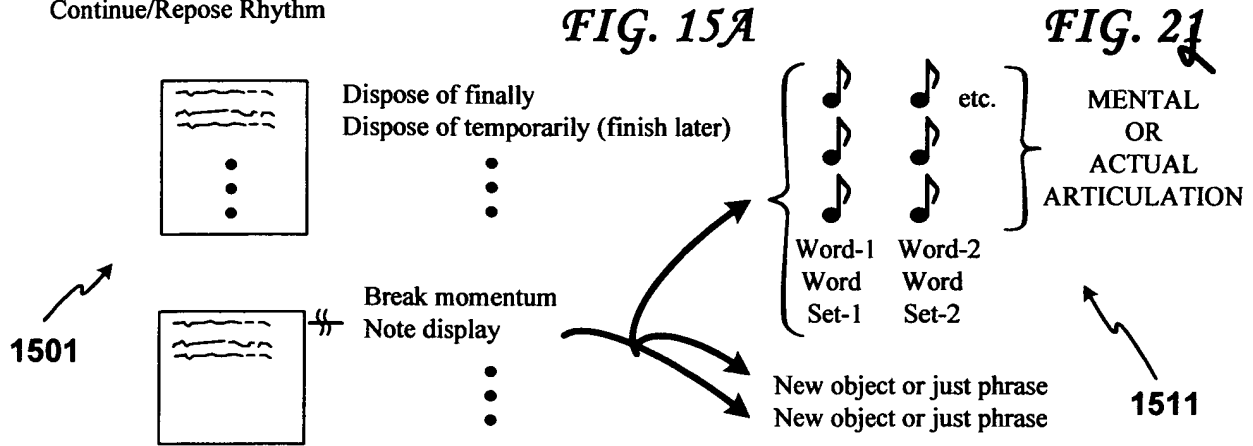 Continue/Repose Rhythm
FIG. 15A
FIG. 21
Dispose of finally
Dispose of temporarily (finish later)
etc.
MENTAL
OR
ACTUAL
ARTICULATION
Word-1 Word-2
Word Word
Set-1 Set-2
1501
Break momentum
Note display
New object or just phrase
New object or just phrase
1511